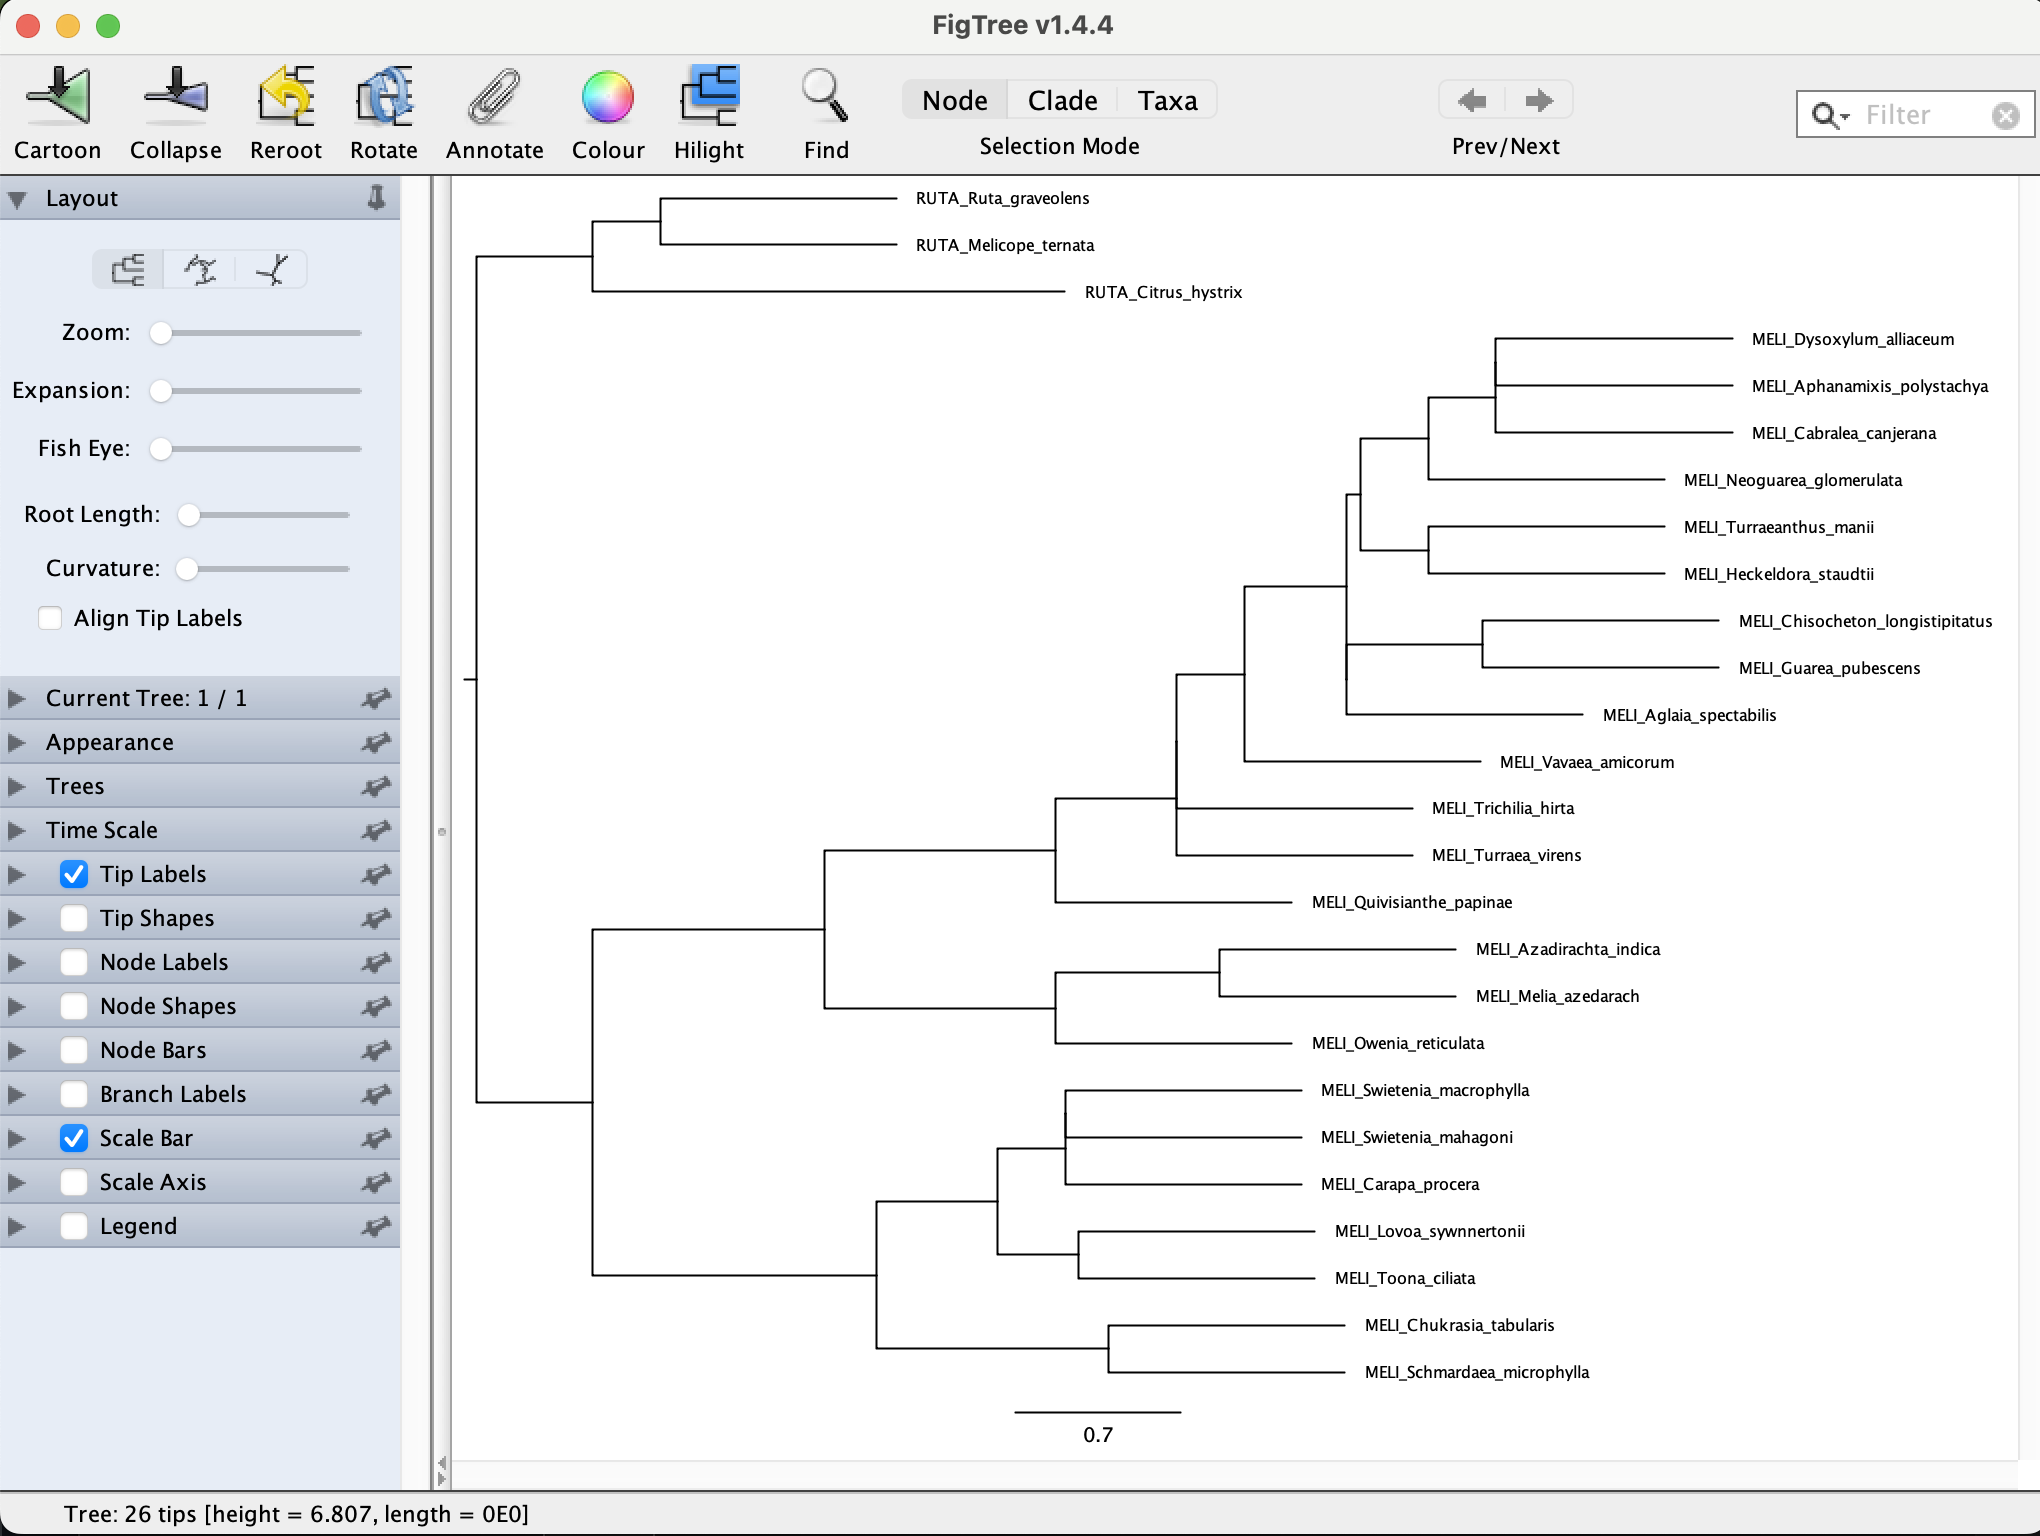 FigTree v1.4.4
Cartoon Collapse Reroot Rotate Annotate Colour Hilight Find
Node Clade Taxa
Selection Mode
Prev/Next
Filter
Layout
Zoom:
Expansion:
Fish Eye:
Root Length:
Curvature:
Align Tip Labels
Current Tree: 1 / 1
Appearance
Trees
Time Scale
Tip Labels
Tip Shapes
Node Labels
Node Shapes
Node Bars
Branch Labels
Scale Bar
Scale Axis
Legend
RUTA_Ruta_graveolens
RUTA_Melicope_ternata
RUTA_Citrus_hystrix
MELI_Dysoxylum_alliaceum
MELI_Aphanamixis_polystachya
MELI_Cabralea_canjerana
MELI_Neoguarea_glomerulata
MELI_Turraeanthus_manii
MELI_Heckeldora_staudtii
MELI_Chisocheton_longistipitatus
MELI_Guarea_pubescens
MELI_Aglaia_spectabilis
MELI_Vavaea_amicorum
MELI_Trichilia_hirta
MELI_Turraea_virens
MELI_Quivisianthe_papinae
MELI_Azadirachta_indica
MELI_Melia_azedarach
MELI_Owenia_reticulata
MELI_Swietenia_macrophylla
MELI_Swietenia_mahagoni
MELI_Carapa_procera
MELI_Lovoa_sywnnertonii
MELI_Toona_ciliata
MELI_Chukrasia_tabularis
MELI_Schmardaea_microphylla
0.7
Tree: 26 tips [height = 6.807, length = 0E0]